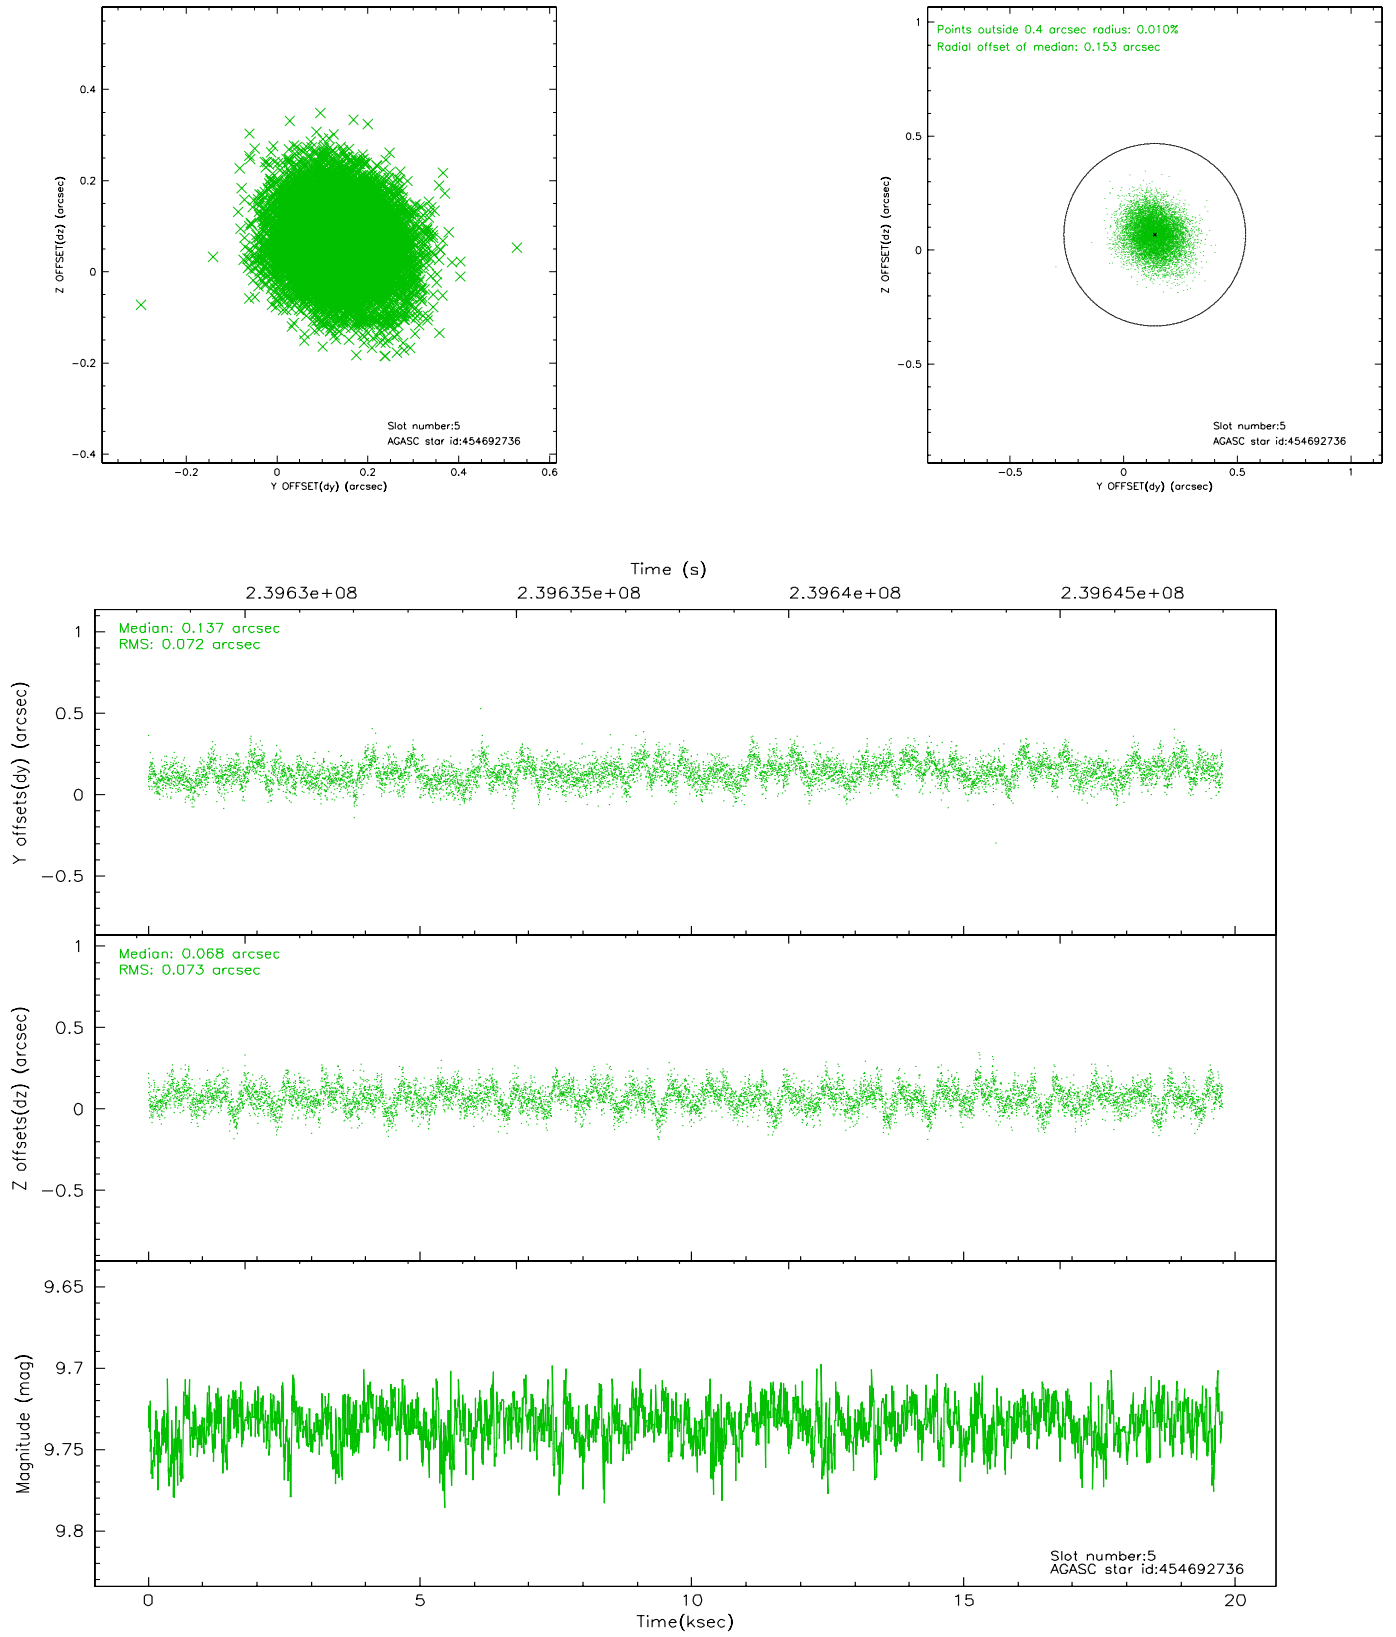 0.4
0.2
0
-0.2
-0.4
-0.2
0
0.2
0.4
0.6
Z OFFSET(dz) (arcsec)
Y OFFSET(dy) (arcsec)
Slot number:5
AGASC star id:454692736
Points outside 0.4 arcsec radius: 0.010%
Radial offset of median: 0.153 arcsec
1
0.5
0
-0.5
-0.5
0
0.5
1
Z OFFSET(dz) (arcsec)
Y OFFSET(dy) (arcsec)
Slot number:5
AGASC star id:454692736
Time (s)
2.3963e+08
2.39635e+08
2.3964e+08
2.39645e+08
Median: 0.137 arcsec
RMS: 0.072 arcsec
1
0.5
0
-0.5
Y offsets(dy) (arcsec)
Median: 0.068 arcsec
RMS: 0.073 arcsec
1
0.5
0
-0.5
Z offsets(dz) (arcsec)
9.65
9.7
9.75
9.8
Magnitude (mag)
Slot number:5
AGASC star id:454692736
0
5
10
15
20
Time(ksec)